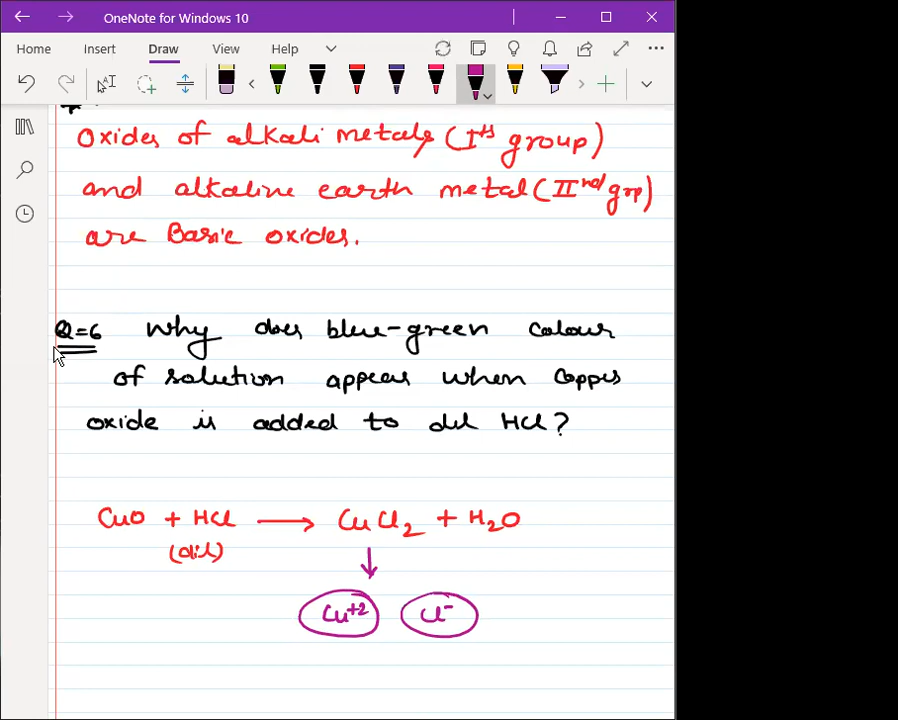 OneNote for Windows 10
Home Insert Draw View Help
Oxides of alkali metals (Ist group)
and alkaline earth metal (IInd grp)
are Basic oxides.
Q=6 Why does blue-green colour
of solution appear when copper
oxide is added to dil HCl?
CuO + HCl → CuCl2 + H2O
(dil)
↓
Cu+2 Cl-